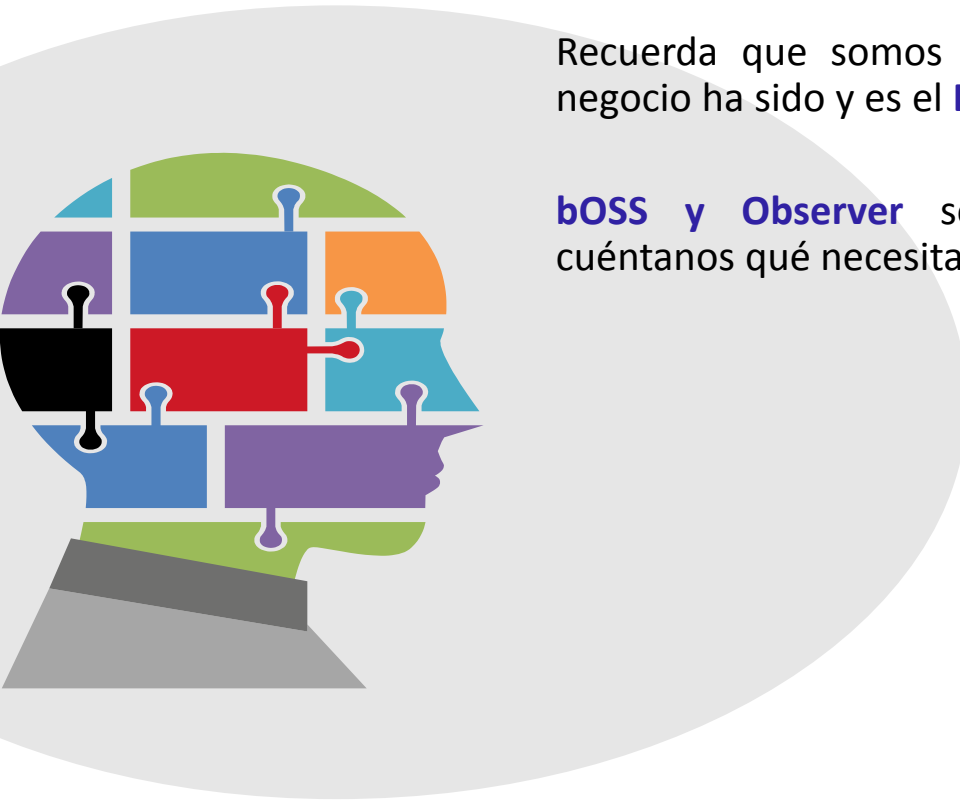 Recuerda que somos
negocio ha sido y es el
bOSS y Observer
cuéntanos qué necesita